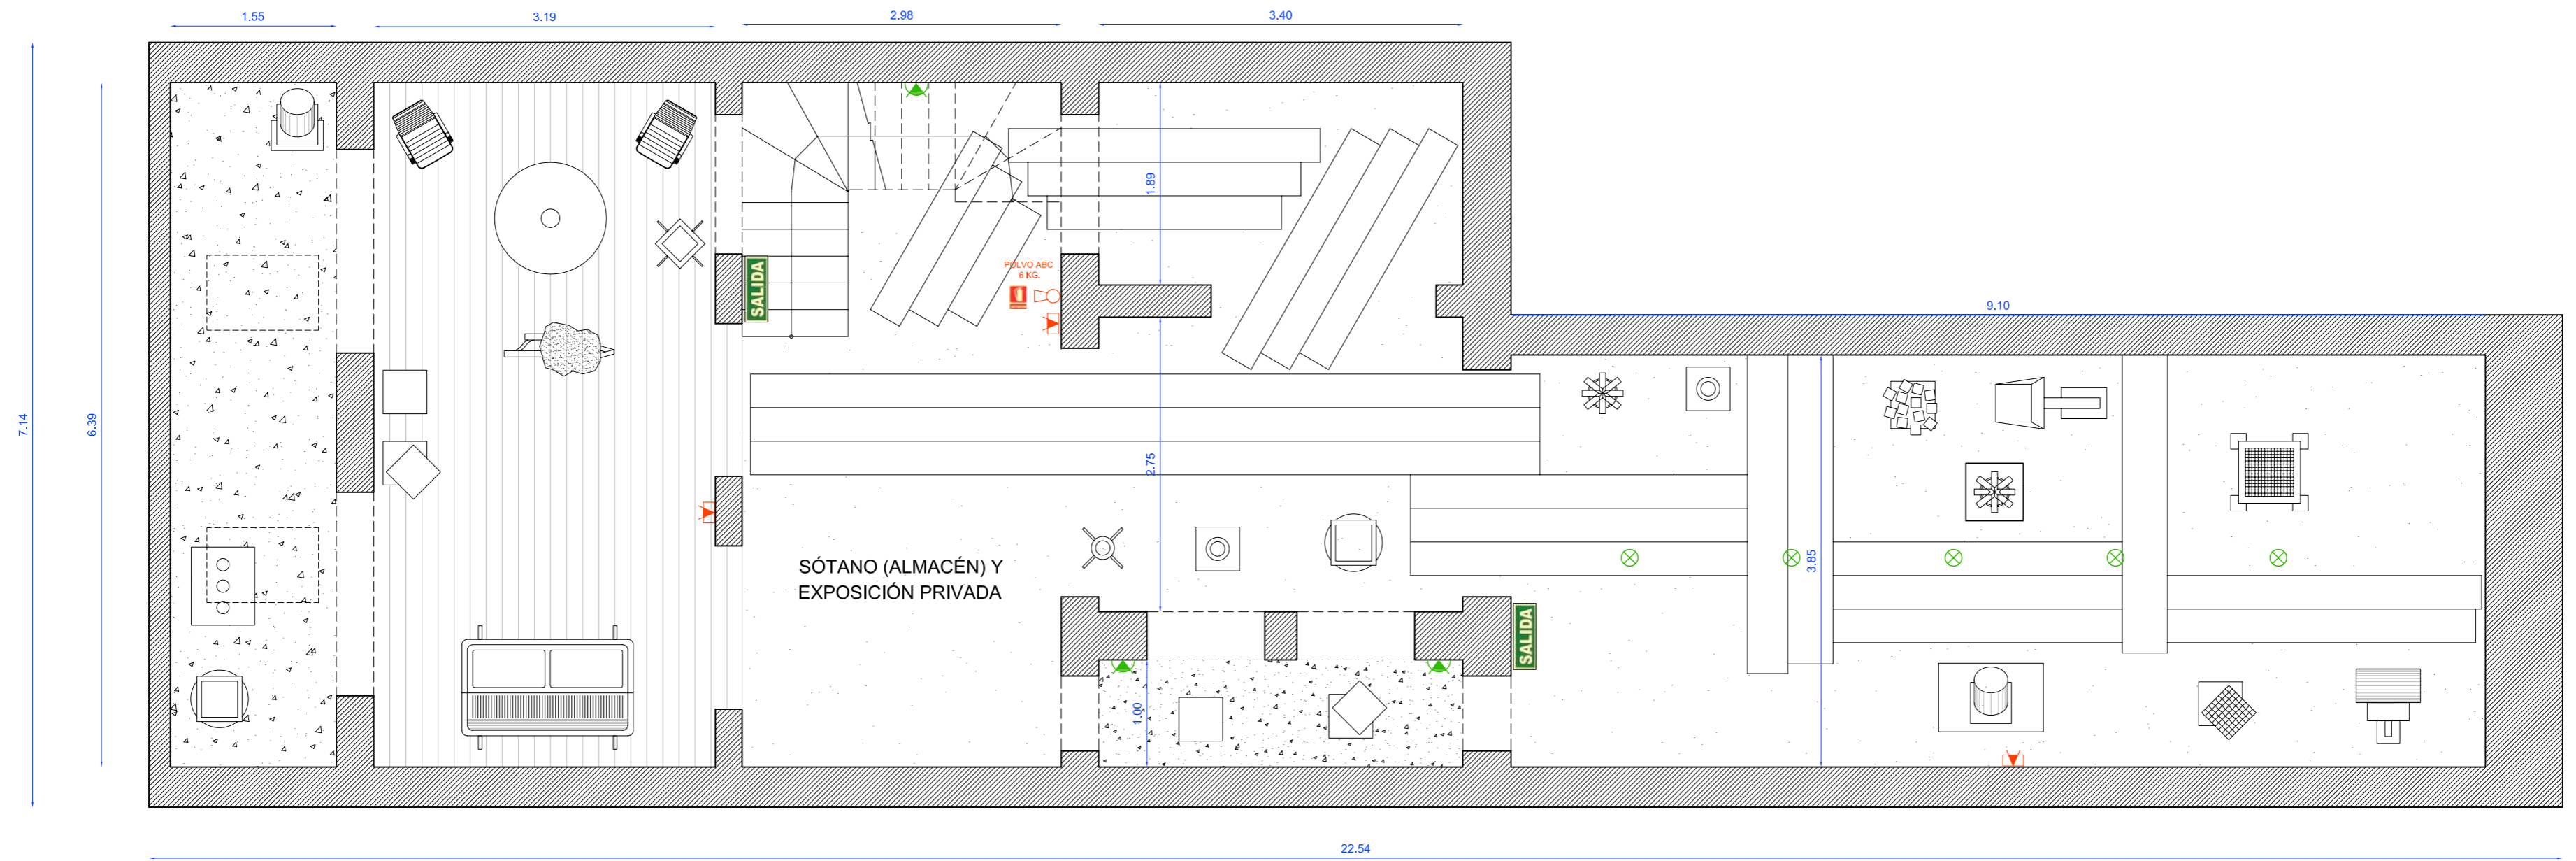 1.55
3.19
2.98
3.40
7.14
6.39
1.89
SALIDA
POLVO ABC
6 KG.
9.10
2.75
3.85
SÓTANO (ALMACÉN) Y
EXPOSICIÓN PRIVADA
SALIDA
1.00
22.54